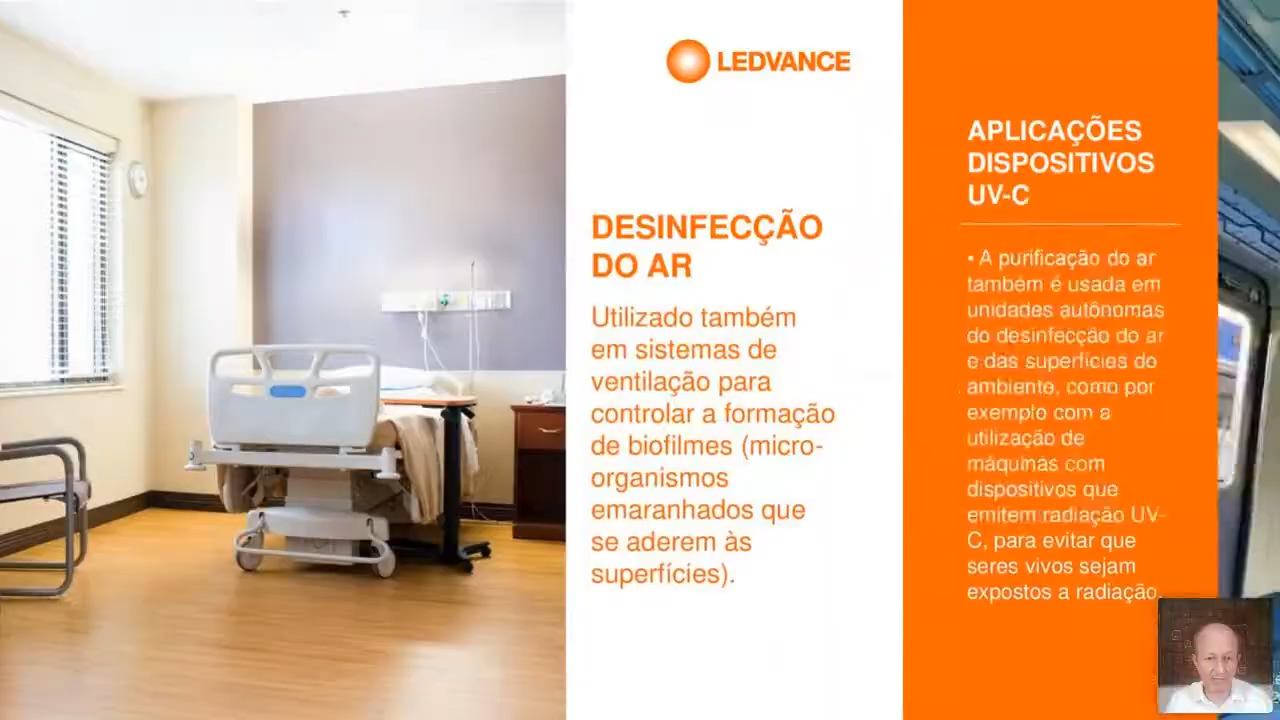 LEDVANCE
DESINFECÇÃO
DO AR
Utilizado também
em sistemas de
ventilação para
controlar a formação
de biofilmes (micro-
organismos
emaranhados que
se aderem às
superfícies).
APLICAÇÕES
DISPOSITIVOS
UV-C
• A purificação do ar
também é usada em
unidades autônomas
do desinfecção do ar
e das superfícies do
ambiente, como por
exemplo com a
utilização de
máquinas com
dispositivos que
emitem radiação UV-
C, para evitar que
seres vivos sejam
expostos a radiação.